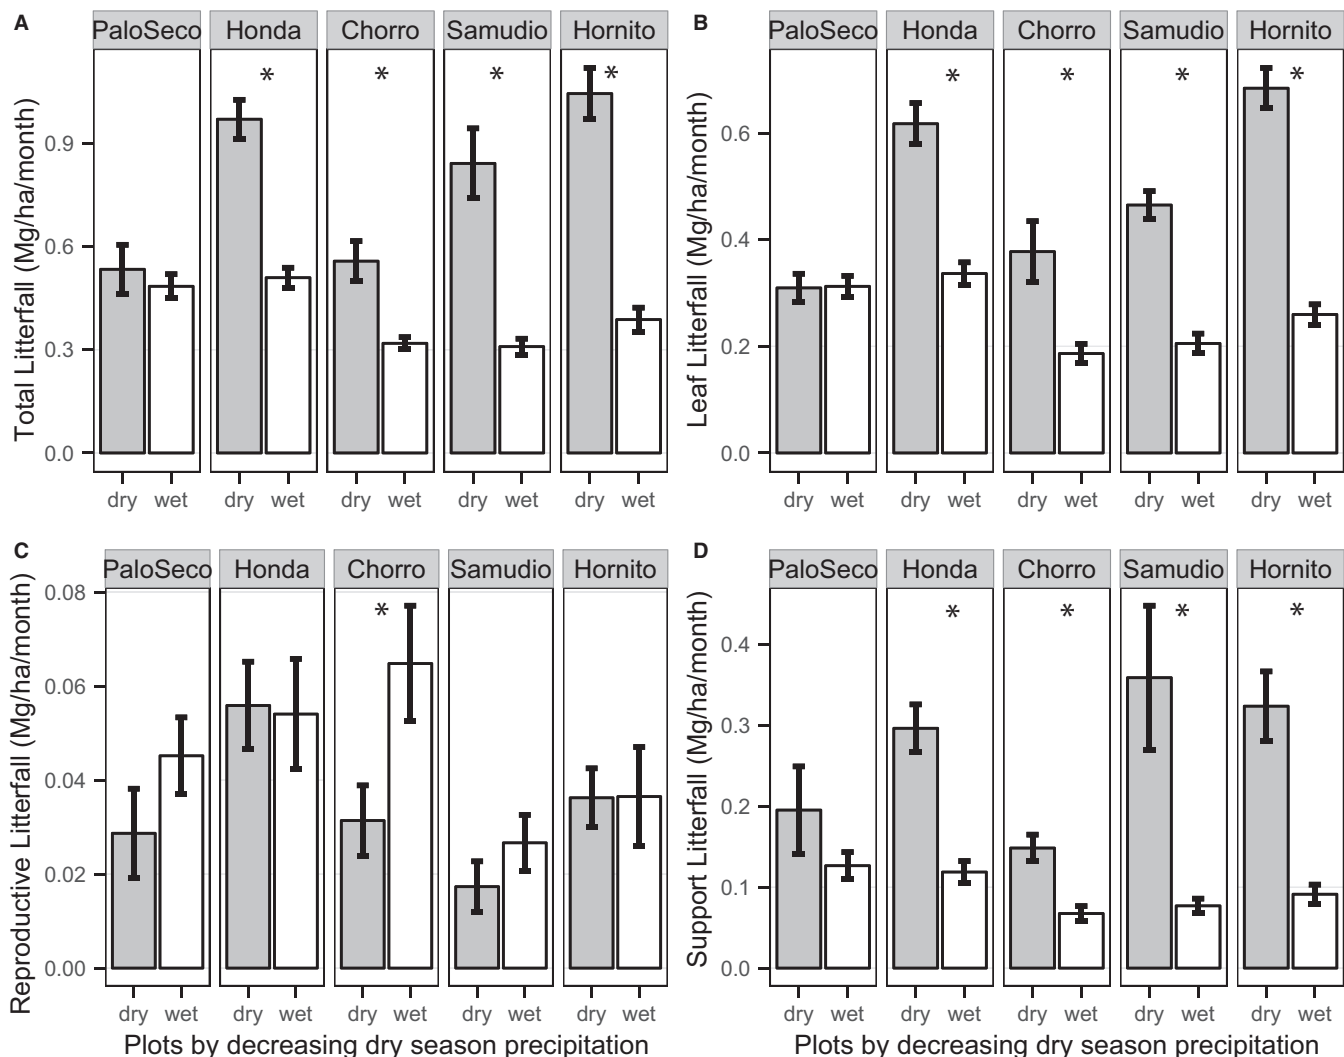 A
PaloSeco Honda Chorro Samudio Hornito
* * * *
Total Litterfall (Mg/ha/month)
0.9
0.6
0.3
0.0
dry wet dry wet dry wet dry wet dry wet
B
PaloSeco Honda Chorro Samudio Hornito
* * * *
Leaf Litterfall (Mg/ha/month)
0.6
0.4
0.2
0.0
dry wet dry wet dry wet dry wet dry wet
C
PaloSeco Honda Chorro Samudio Hornito
*
Reproductive Litterfall (Mg/ha/month)
0.08
0.06
0.04
0.02
0.00
dry wet dry wet dry wet dry wet dry wet
Plots by decreasing dry season precipitation
D
PaloSeco Honda Chorro Samudio Hornito
* * * *
Support Litterfall (Mg/ha/month)
0.4
0.3
0.2
0.1
0.0
dry wet dry wet dry wet dry wet dry wet
Plots by decreasing dry season precipitation